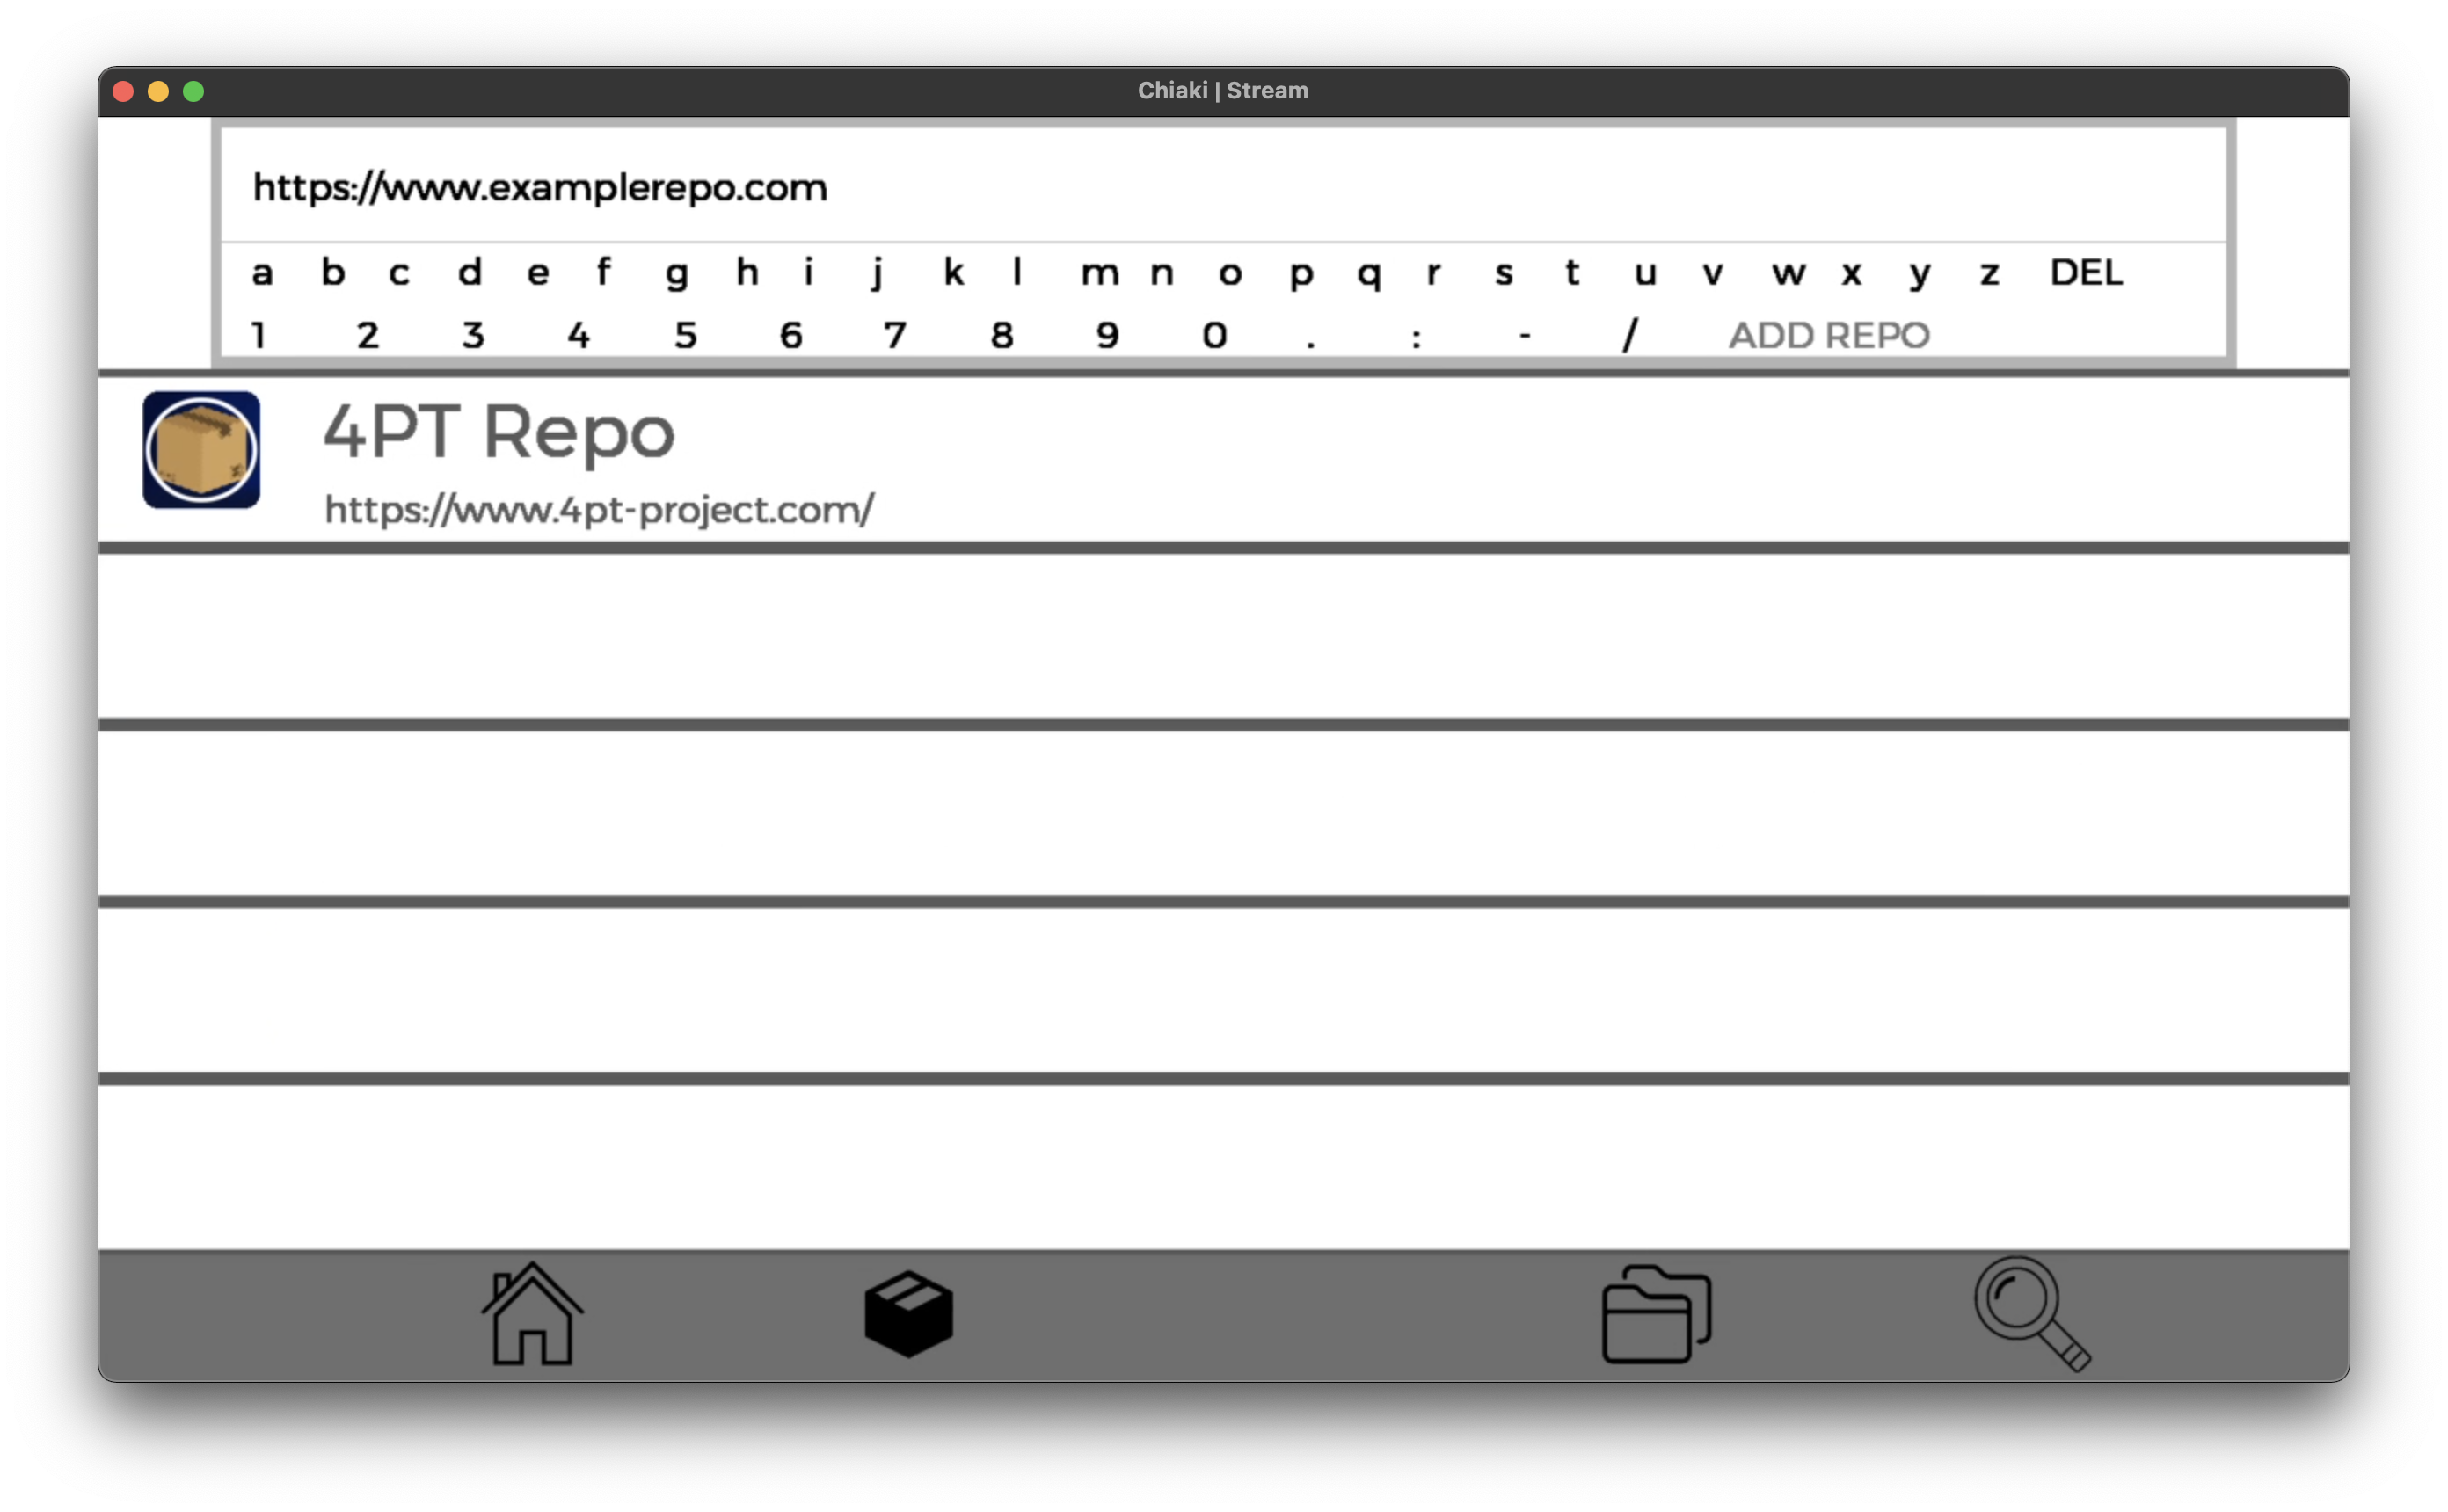 Chiaki | Stream
https://www.examplerepo.com
a b c d e f g h i j k l m n o p q r s t u v w x y z DEL
1 2 3 4 5 6 7 8 9 0 . : - / ADD REPO
4PT Repo
https://www.4pt-project.com/